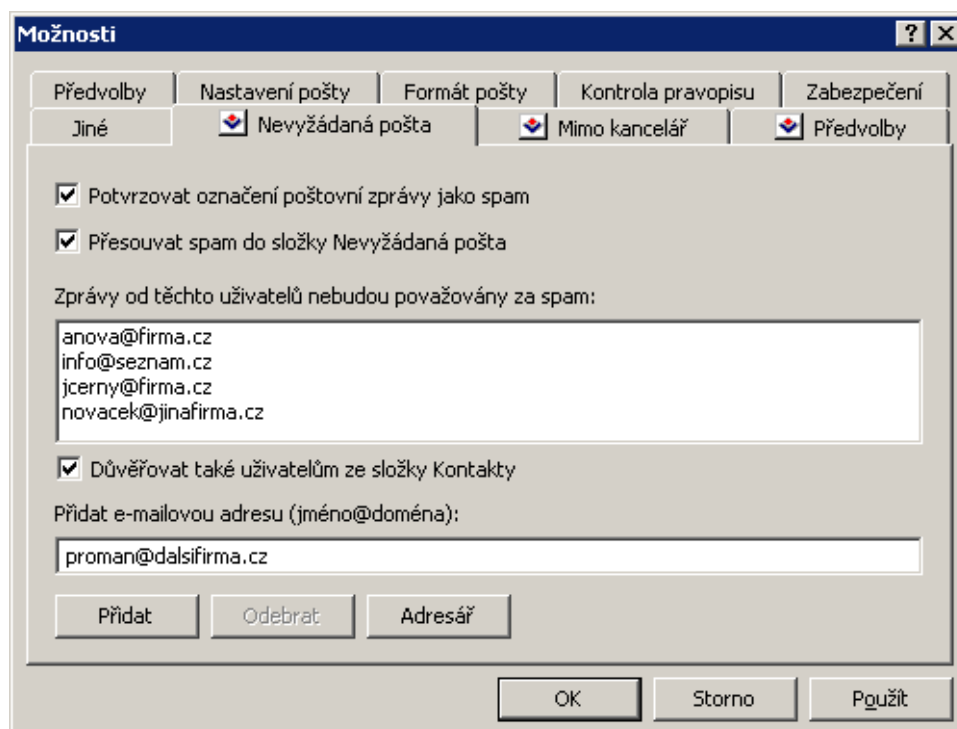 Možnosti
Předvolby Nastavení pošty Formát pošty Kontrola pravopisu Zabezpečení
Jiné Nevyžádaná pošta Mimo kancelář Předvolby
Potvrzovat označení poštovní zprávy jako spam
Přesouvat spam do složky Nevyžádaná pošta
Zprávy od těchto uživatelů nebudou považovány za spam:
anova@firma.cz
info@seznam.cz
jcerny@firma.cz
novacek@jinafirma.cz
Důvěřovat také uživatelům ze složky Kontakty
Přidat e-mailovou adresu (jméno@doména):
proman@dalsifirma.cz
Přidat Odebrat Adresář
OK Storno Použít